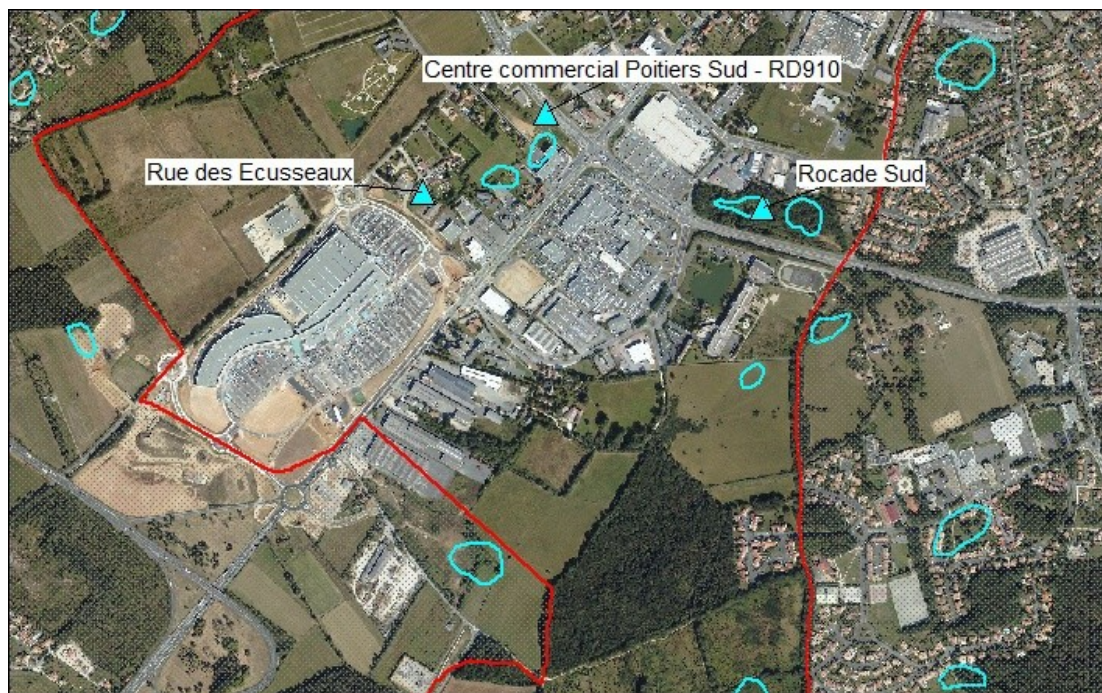 Centre commercial Poitiers Sud - RD910
Rue des Ecusseaux
Rocade Sud